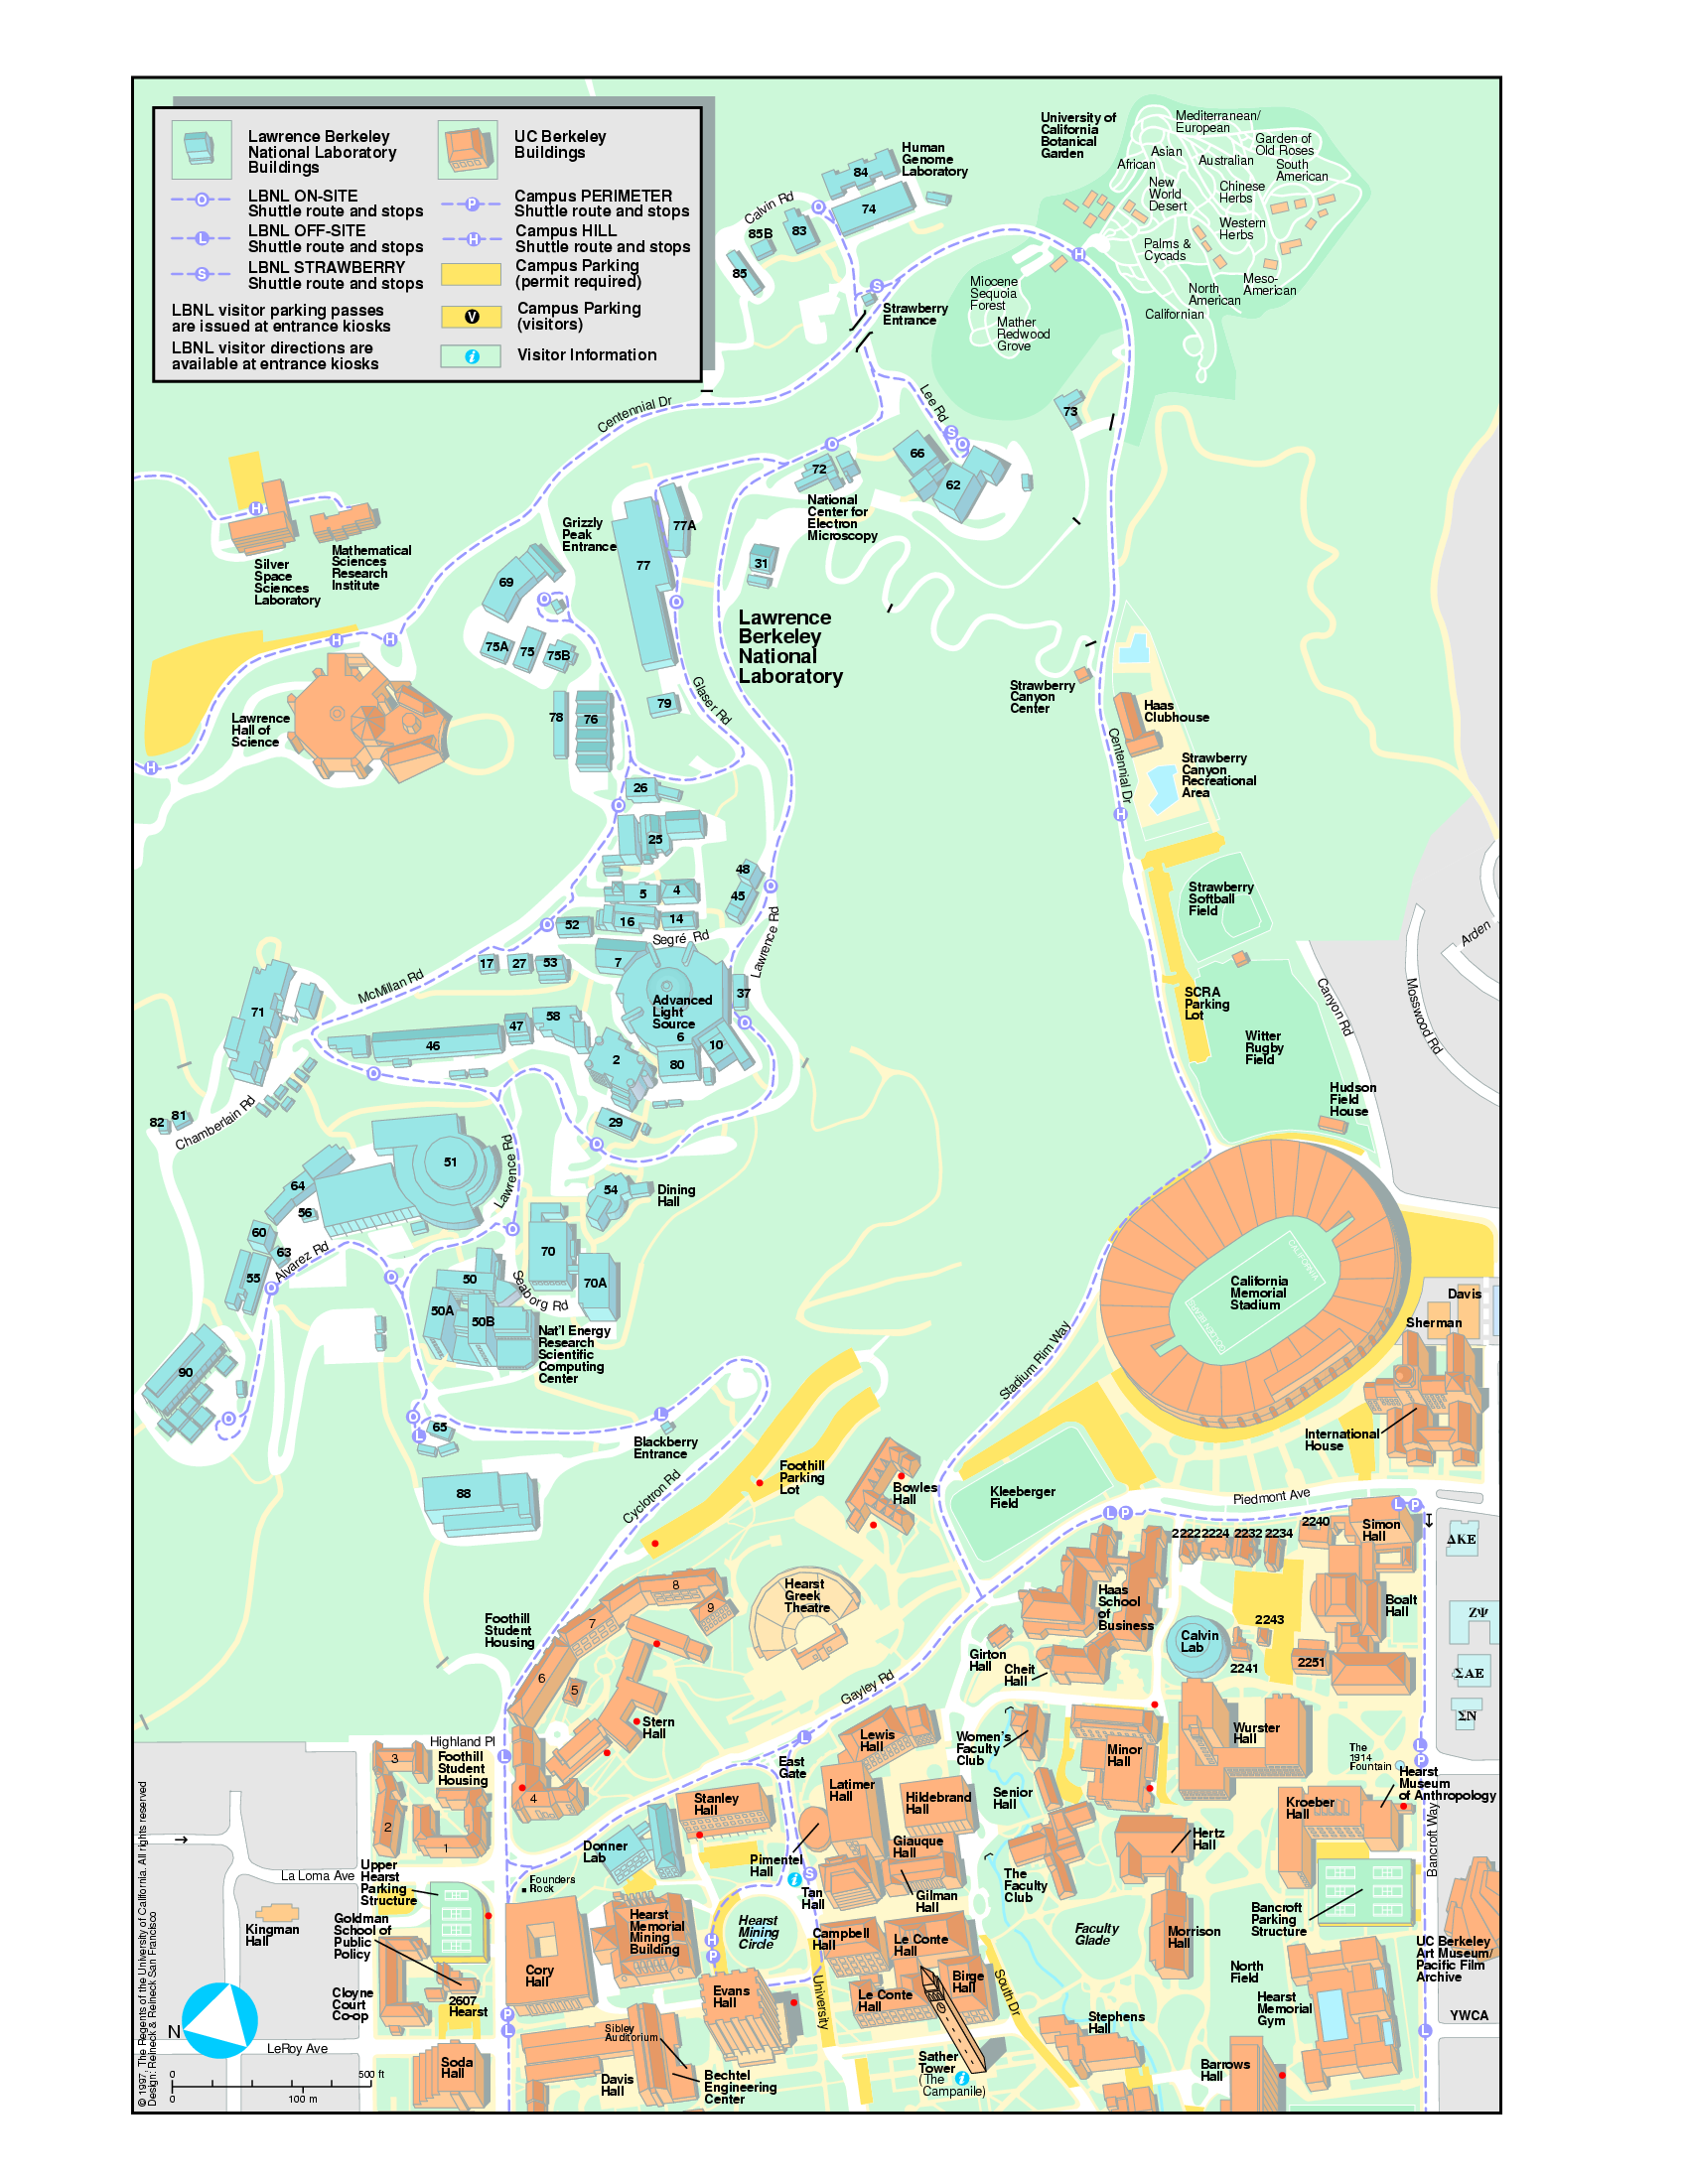 Lawrence Berkeley
National Laboratory
Buildings
UC Berkeley
Buildings
O
LBNL ON-SITE
Shuttle route and stops
P
Campus PERIMETER
Shuttle route and stops
L
LBNL OFF-SITE
Shuttle route and stops
H
Campus HILL
Shuttle route and stops
S
LBNL STRAWBERRY
Shuttle route and stops
Campus Parking
(permit required)
LBNL visitor parking passes
are issued at entrance kiosks
V
Campus Parking
(visitors)
LBNL visitor directions are
available at entrance kiosks
i
Visitor Information
University of
California
Botanical
Garden
Mediterranean/
European
Asian
African
Australian
Garden of
Old Roses
South
American
New
World
Desert
Chinese
Herbs
Western
Herbs
Palms &
Cycads
Meso-
American
North
American
Californian
Human
Genome
Laboratory
84
74
Calvin Rd
O
83
85B
85
H
S
Strawberry
Entrance
Miocene
Sequoia
Forest
Mather
Redwood
Grove
Centennial Dr
Lee Rd
73
S
O
O
66
62
72
National
Center for
Electron
Microscopy
H
Silver
Space
Sciences
Laboratory
Mathematical
Sciences
Research
Institute
Grizzly
Peak
Entrance
77A
77
31
69
O
O
75A
75
75B
Lawrence
Berkeley
National
Laboratory
H
H
Lawrence
Hall of
Science
H
78
76
79
Glaser Rd
Strawberry
Canyon
Center
Haas
Clubhouse
Centennial Dr
Strawberry
Canyon
Recreational
Area
H
26
O
25
48
45
O
5
4
16
14
52
O
Segré Rd
Lawrence Rd
Strawberry
Softball
Field
Arden
17
27
53
7
McMillan Rd
37
Advanced
Light
Source
6
O
71
58
47
46
2
10
80
O
SCRA
Parking
Lot
Witter
Rugby
Field
Canyon Rd
Mosswood Rd
Hudson
Field
House
82
81
Chamberlain Rd
29
O
51
Lawrence Rd
64
56
54
Dining
Hall
60
63
Alvarez Rd
55
O
O
O
70
70A
50
50A
50B
Seaborg Rd
Nat'l Energy
Research
Scientific
Computing
Center
California
Memorial
Stadium
CALIFORNIA
Davis
Sherman
Stadium Rim Way
International
House
90
O
O
L
65
L
Blackberry
Entrance
88
Cyclotron Rd
Foothill
Parking
Lot
Bowles
Hall
Kleeberger
Field
Piedmont Ave
L
P
L
P
2222
2224
2232
2234
2240
Simon
Hall
ΔKE
Haas
School
of
Business
Boalt
Hall
ZΨ
2243
Calvin
Lab
2241
2251
ΣAE
ΣN
8
9
7
6
5
Foothill
Student
Housing
Hearst
Greek
Theatre
Girton
Hall
Cheit
Hall
Gayley Rd
Stern
Hall
Lewis
Hall
Women's
Faculty
Club
Minor
Hall
Wurster
Hall
The
1914
Fountain
L
P
Hearst
Museum
of Anthropology
Highland Pl
3
Foothill
Student
Housing
L
L
East
Gate
4
2
1
Stanley
Hall
Latimer
Hall
Hildebrand
Hall
Senior
Hall
Kroeber
Hall
Hertz
Hall
Bancroft Way
Giauque
Hall
Donner
Lab
Pimentel
Hall
S
i
Tan
Hall
Gilman
Hall
The
Faculty
Club
La Loma Ave
Upper
Hearst
Parking
Structure
Founders
Rock
Kingman
Hall
Goldman
School of
Public
Policy
Cory
Hall
Hearst
Memorial
Mining
Building
Hearst
Mining
Circle
H
P
Campbell
Hall
Le Conte
Hall
Faculty
Glade
Morrison
Hall
Bancroft
Parking
Structure
UC Berkeley
Art Museum/
Pacific Film
Archive
Cloyne
Court
Co-op
2607
Hearst
P
L
Evans
Hall
University
Le Conte
Hall
Birge
Hall
South Dr
North
Field
Hearst
Memorial
Gym
Stephens
Hall
YWCA
L
N
LeRoy Ave
0
500 ft
0
100 m
Soda
Hall
Sibley
Auditorium
Davis
Hall
Bechtel
Engineering
Center
Sather
Tower
(The
Campanile)
i
Barrows
Hall
© 1997, The Regents of the University of California. All rights reserved
Design: Reineck & Reineck San Francisco